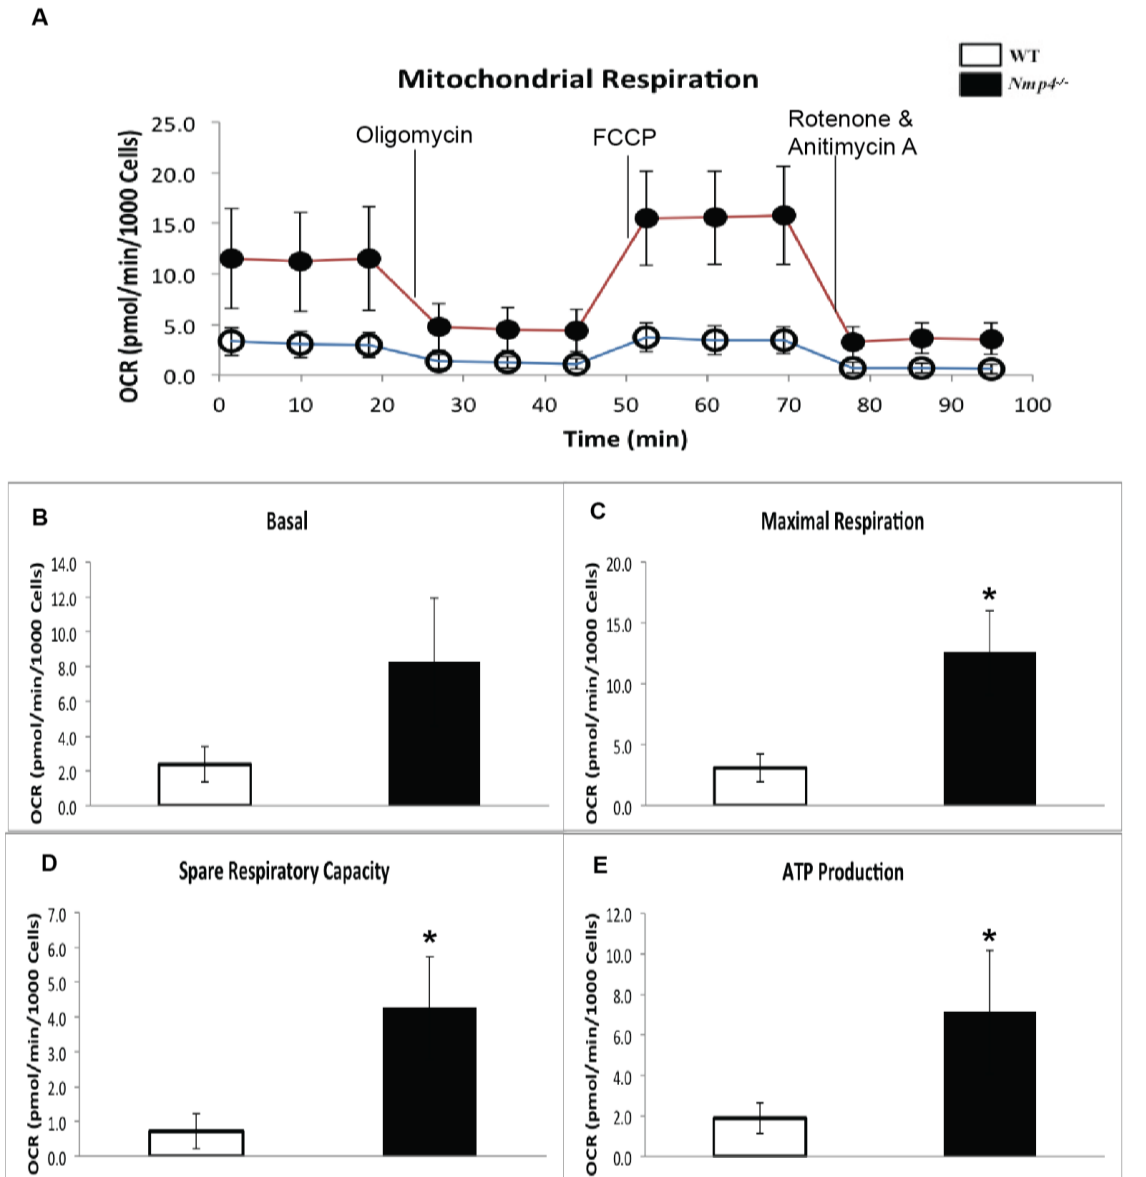 A
WT
Nmp4-/-
Mitochondrial Respiration
OCR (pmol/min/1000 Cells)
25.0
20.0
15.0
10.0
5.0
0.0
Oligomycin
FCCP
Rotenone &
Anitimycin A
0 10 20 30 40 50 60 70 80 90 100
Time (min)
B
Basal
OCR (pmol/min/1000 Cells)
14.0
12.0
10.0
8.0
6.0
4.0
2.0
0.0
C
Maximal Respiration
OCR (pmol/min/1000 Cells)
20.0
15.0
10.0
5.0
0.0
*
D
Spare Respiratory Capacity
OCR (pmol/min/1000 Cells)
7.0
6.0
5.0
4.0
3.0
2.0
1.0
0.0
*
E
ATP Production
OCR (pmol/min/1000 Cells)
12.0
10.0
8.0
6.0
4.0
2.0
0.0
*